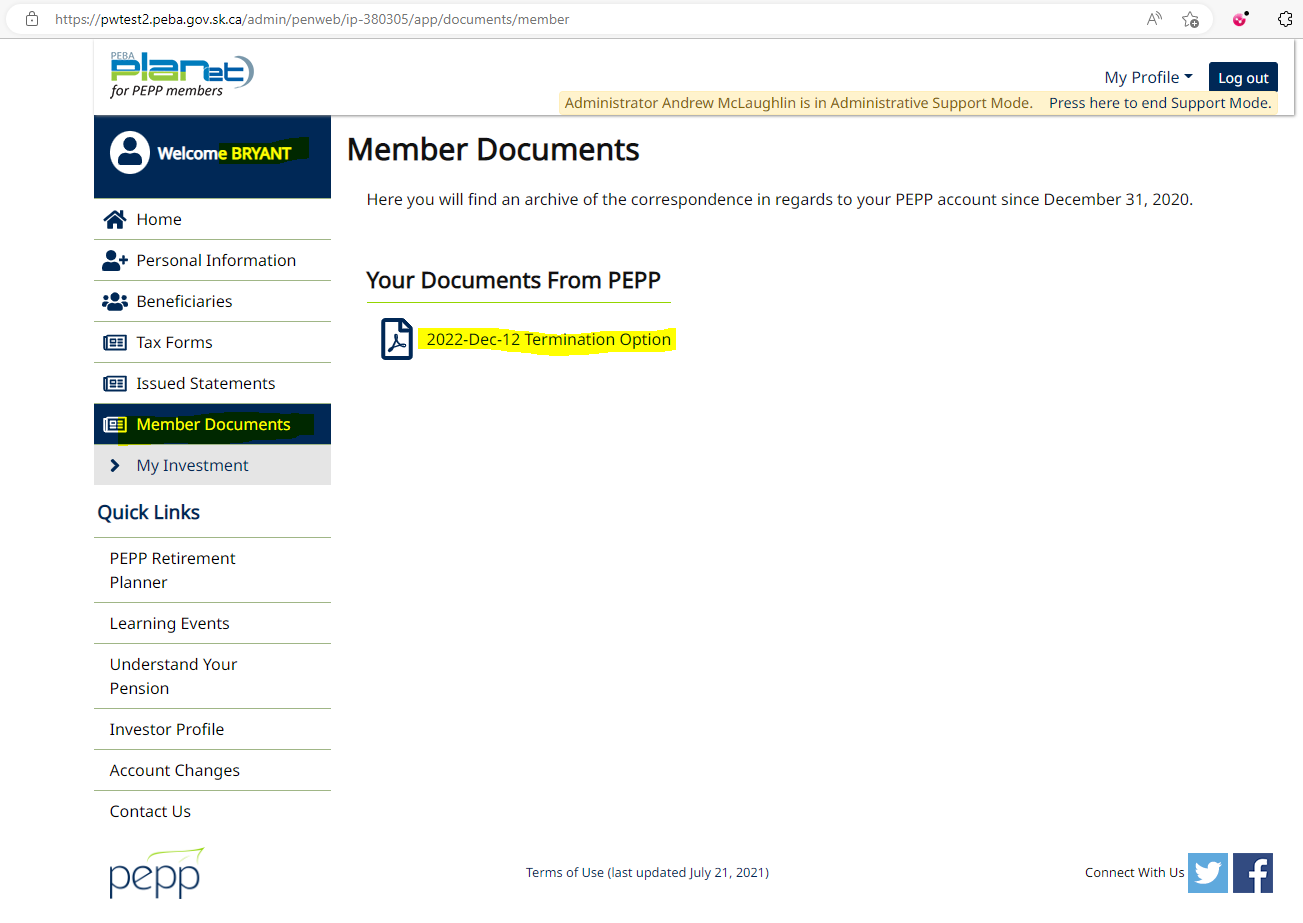 https://pwtest2.peba.gov.sk.ca/admin/penweb/ip-380305/app/documents/member
PEBA
planet
for PEPP members
My Profile
Log out
Administrator Andrew McLaughlin is in Administrative Support Mode. Press here to end Support Mode.
Welcome BRYANT
Home
Personal Information
Beneficiaries
Tax Forms
Issued Statements
Member Documents
My Investment
Quick Links
PEPP Retirement
Planner
Learning Events
Understand Your
Pension
Investor Profile
Account Changes
Contact Us
Member Documents
Here you will find an archive of the correspondence in regards to your PEPP account since December 31, 2020.
Your Documents From PEPP
2022-Dec-12 Termination Option
pepp
Terms of Use (last updated July 21, 2021)
Connect With Us